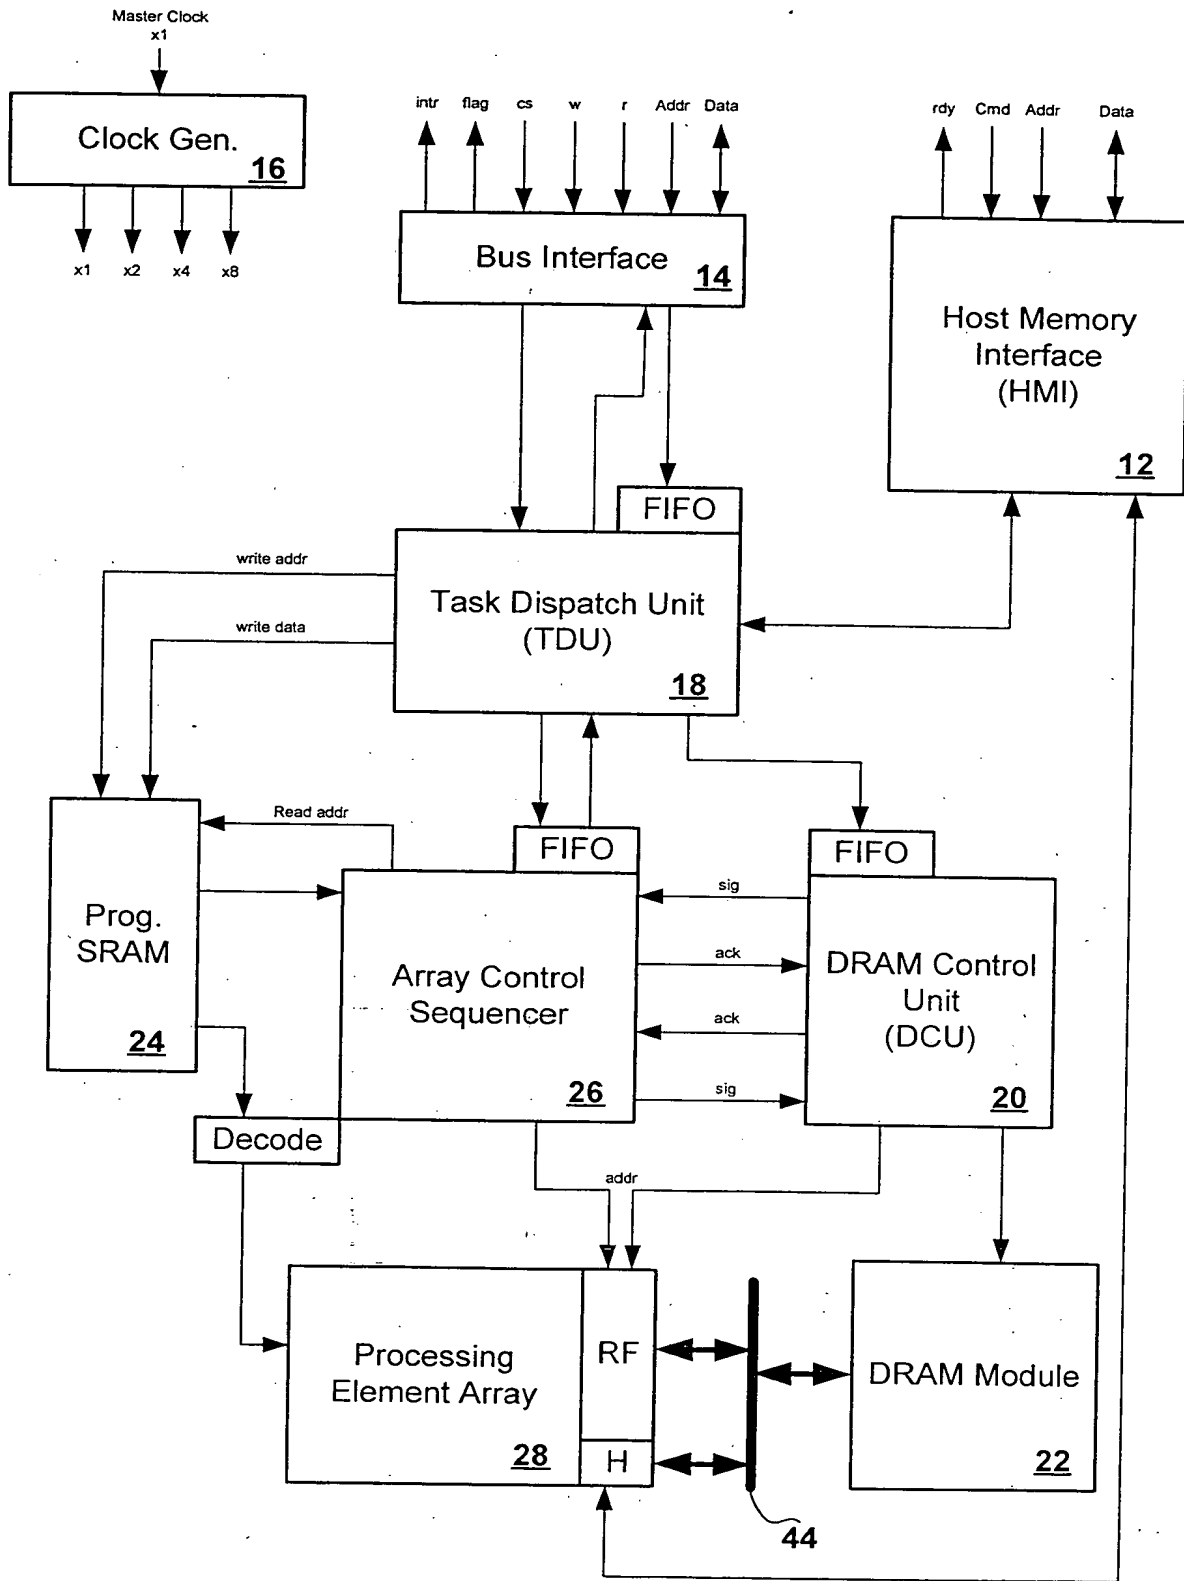 Master Clock
x1
Clock Gen.
16
x1 x2 x4 x8
intr flag cs w r Addr Data
Bus Interface
14
rdy Cmd Addr Data
Host Memory
Interface
(HMI)
12
FIFO
write addr
write data
Task Dispatch Unit
(TDU)
18
Read addr
FIFO
FIFO
Prog.
SRAM
24
Array Control
Sequencer
26
sig
ack
ack
sig
DRAM Control
Unit
(DCU)
20
Decode
addr
Processing
Element Array
28
RF
H
44
DRAM Module
22